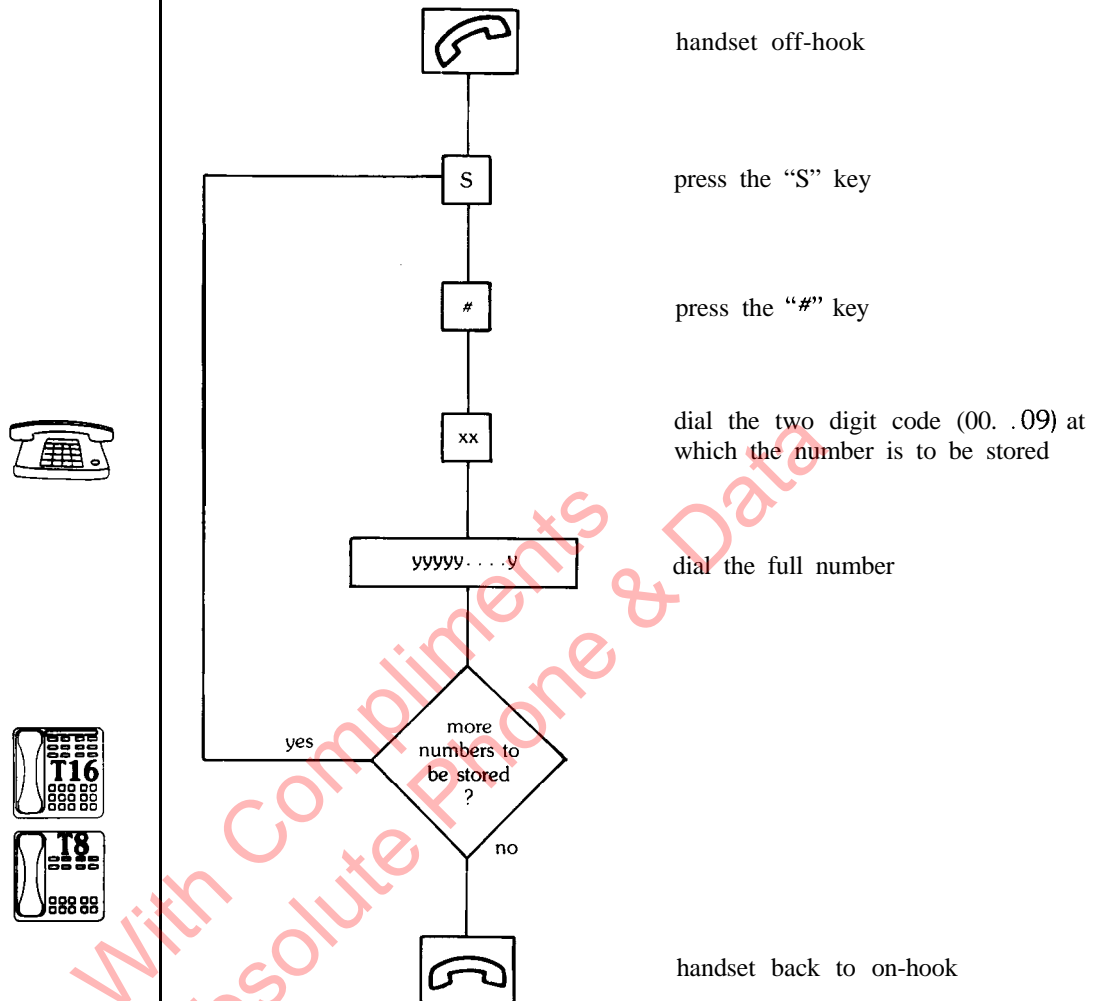 handset off-hook
S
press the “S” key
#
press the “#” key
xx
dial the two digit code (00. .09) at
which the number is to be stored
yyyyy....y
dial the full number
more
numbers to
be stored
?
yes
no
T16
T8
handset back to on-hook
With Compliments
Absolute Phone & Data